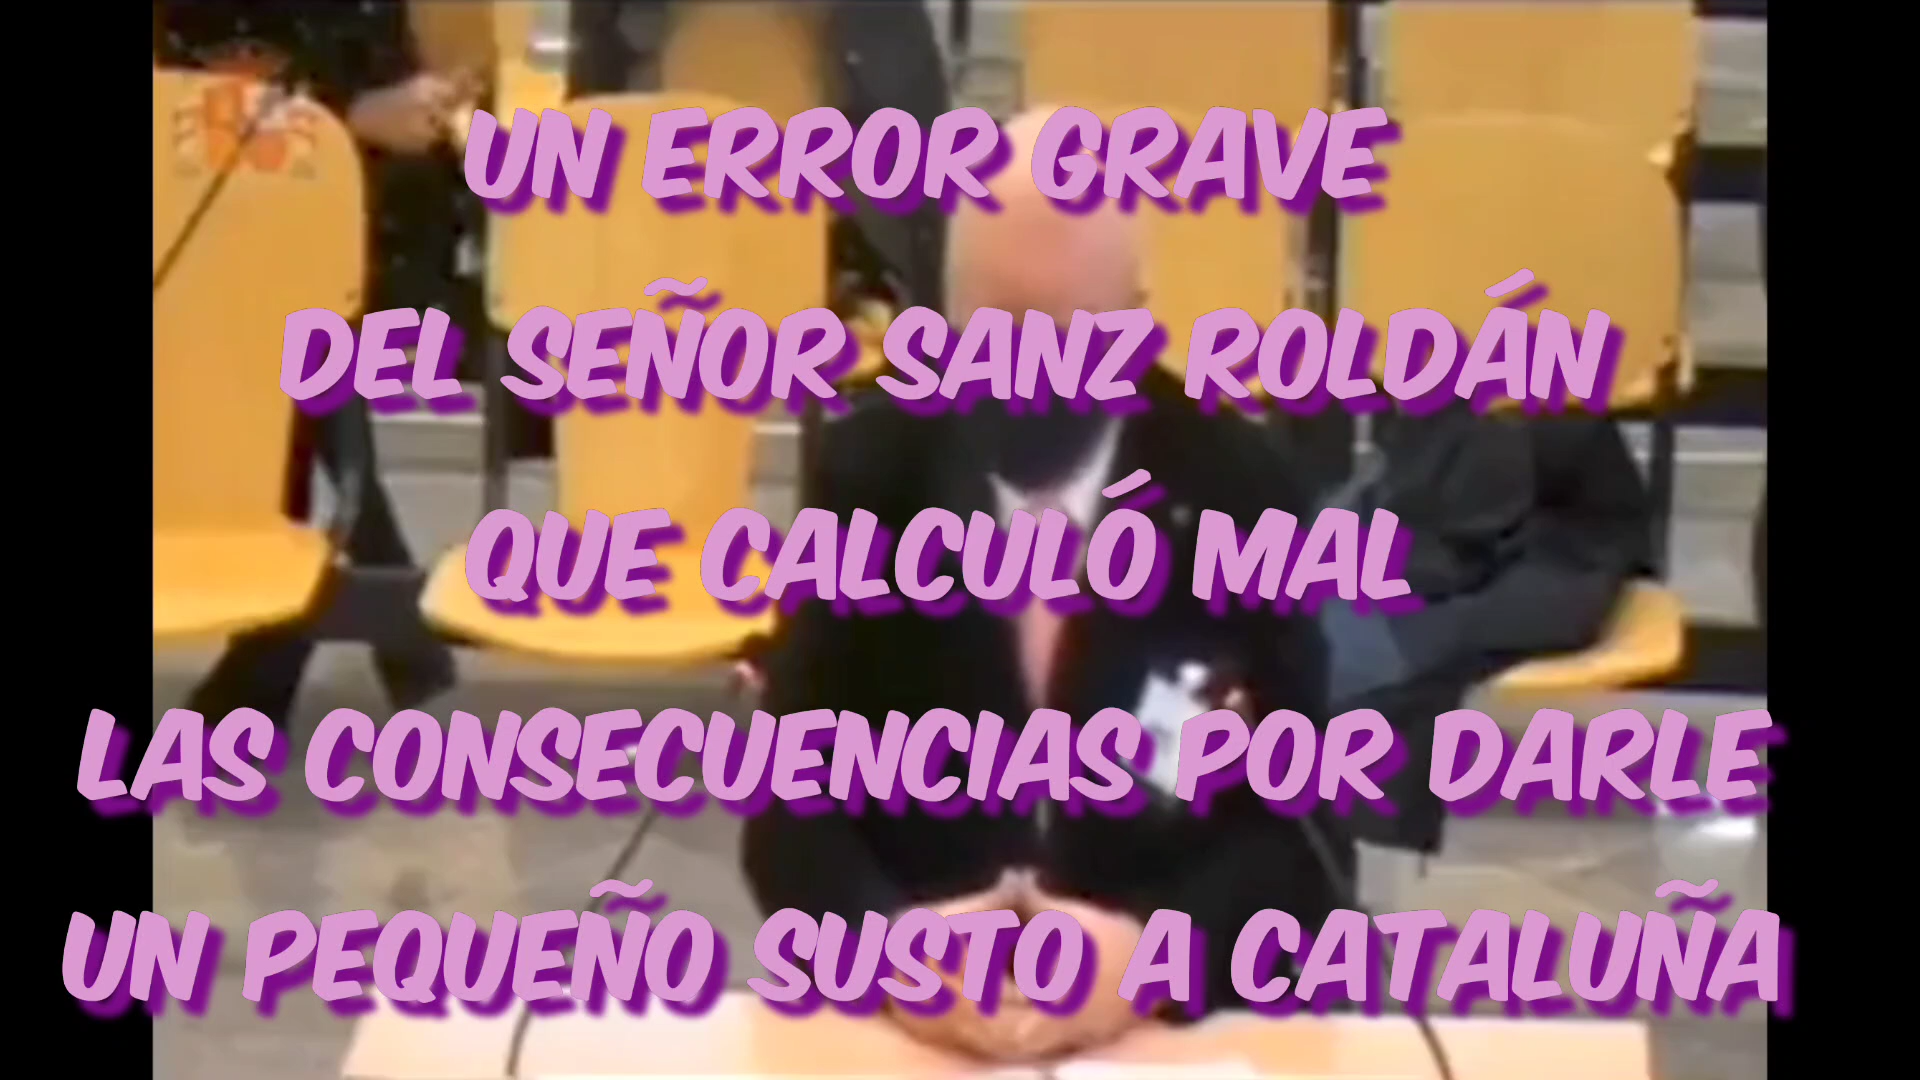 UN ERROR GRAVE
DEL SEÑOR SANZ ROLDÁN
QUE CALCULÓ MAL
LAS CONSECUENCIAS POR DARLE
UN PEQUEÑO SUSTO A CATALUÑA